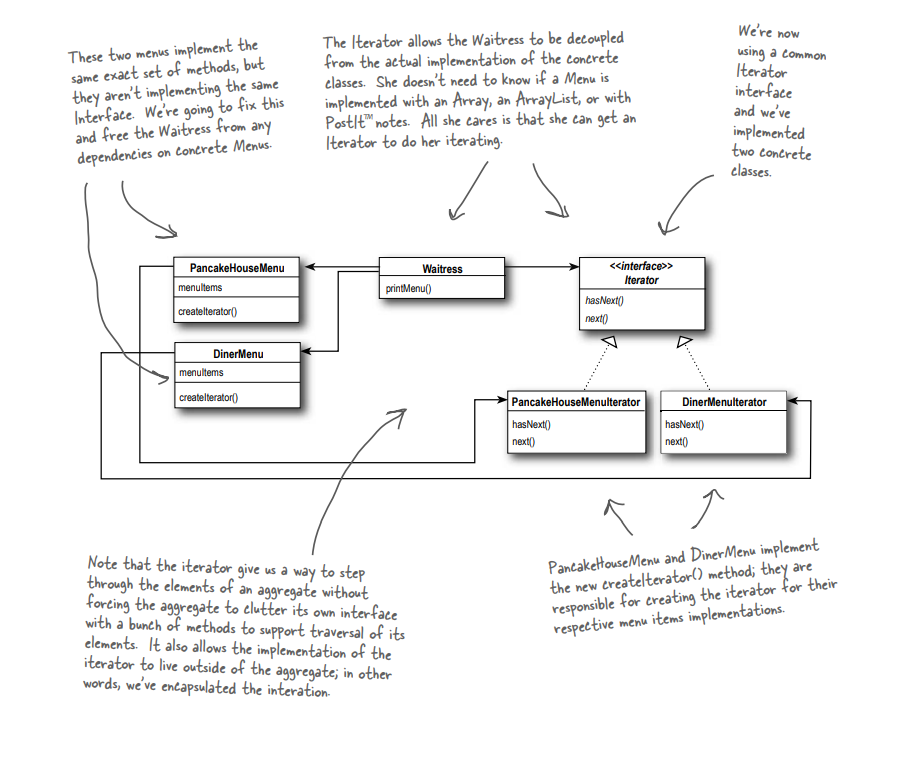 These two menus implement the
same exact set of methods, but
they aren't implementing the same
Interface. We're going to fix this
and free the Waitress from any
dependencies on concrete Menus.
The Iterator allows the Waitress to be decoupled
from the actual implementation of the concrete
classes. She doesn't need to know if a Menu is
implemented with an Array, an ArrayList, or with
PostIt™ notes. All she cares is that she can get an
Iterator to do her iterating.
We're now
using a common
Iterator
interface
and we've
implemented
two concrete
classes.
PancakeHouseMenu
menuItems
createIterator()
Waitress
printMenu()
<<interface>>
Iterator
hasNext()
next()
DinerMenu
menuItems
createIterator()
PancakeHouseMenuIterator
hasNext()
next()
DinerMenuIterator
hasNext()
next()
Note that the iterator give us a way to step
through the elements of an aggregate without
forcing the aggregate to clutter its own interface
with a bunch of methods to support traversal of its
elements. It also allows the implementation of the
iterator to live outside of the aggregate; in other
words, we've encapsulated the interation.
PancakeHouseMenu and DinerMenu implement
the new createIterator() method; they are
responsible for creating the iterator for their
respective menu items implementations.